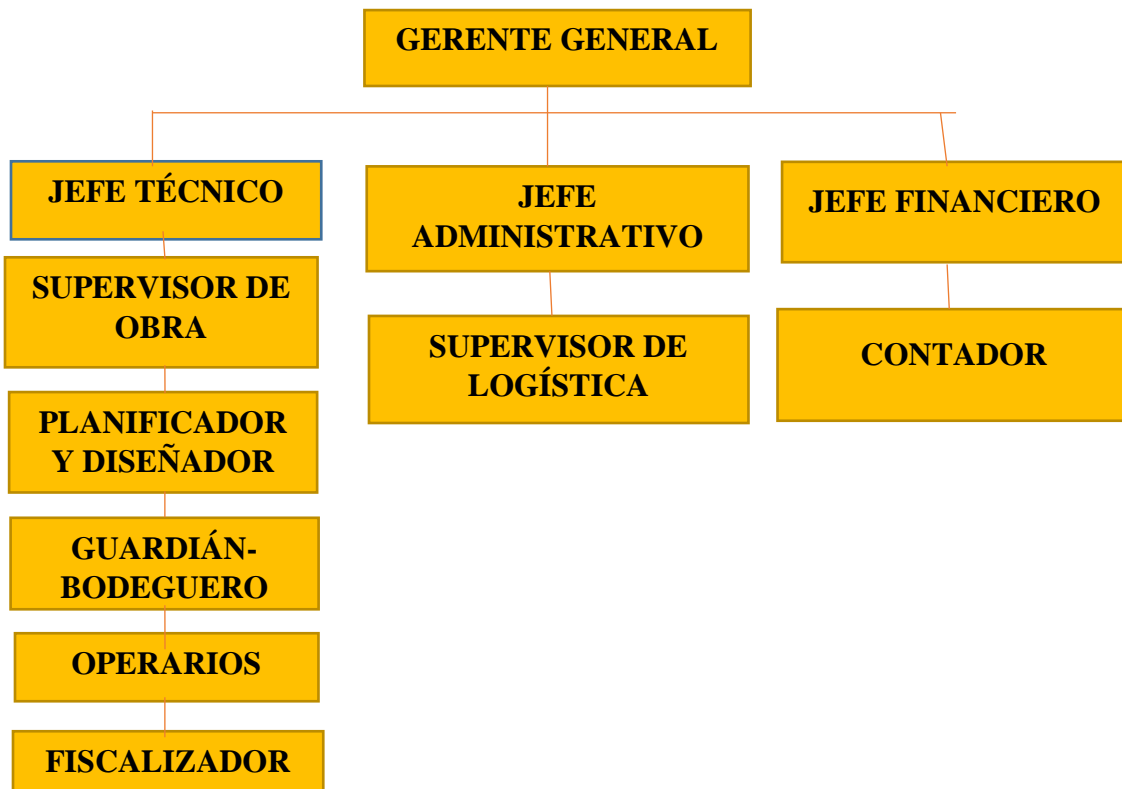 GERENTE GENERAL
JEFE TÉCNICO
JEFE
ADMINISTRATIVO
JEFE FINANCIERO
SUPERVISOR DE
OBRA
SUPERVISOR DE
LOGÍSTICA
CONTADOR
PLANIFICADOR
Y DISEÑADOR
GUARDIÁN-
BODEGUERO
OPERARIOS
FISCALIZADOR